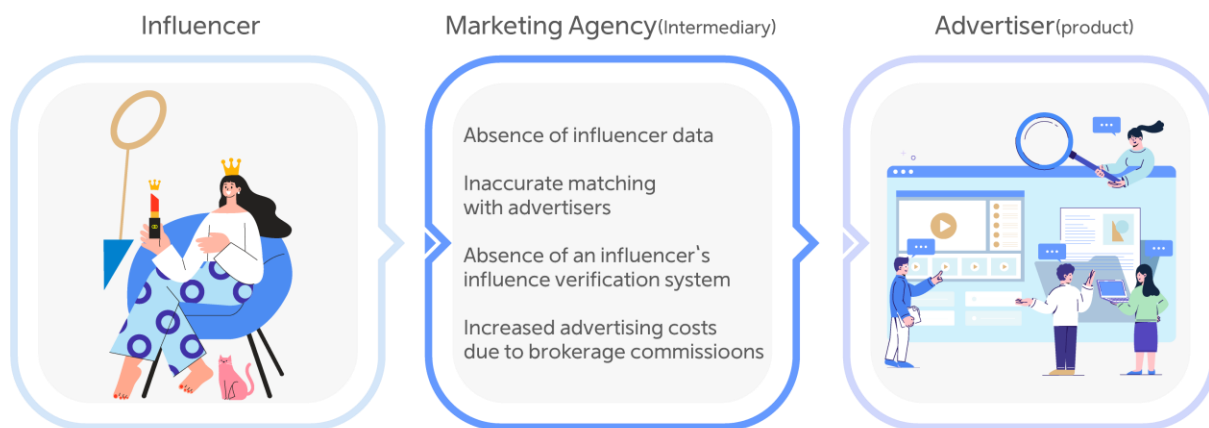 Influencer
Marketing Agency(Intermediary)
Advertiser(product)
Absence of influencer data
Inaccurate matching
with advertisers
Absence of an influencer's
influence verification system
Increased advertising costs
due to brokerage commissioons